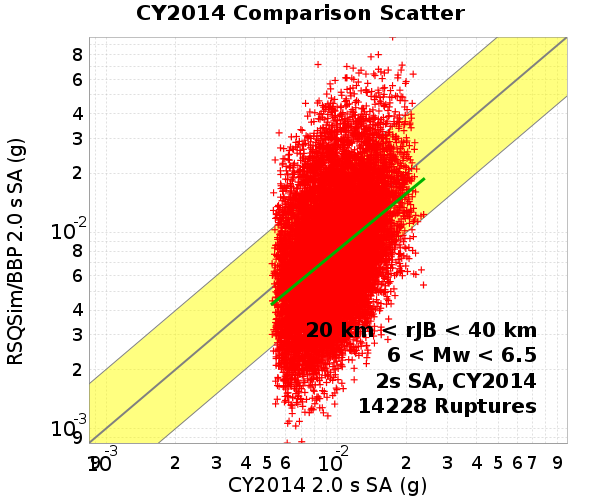 CY2014 Comparison Scatter
RSQSim/BBP 2.0 s SA (g)
8
6
4
3
2
10-2
8
6
4
3
2
10-3
9
20 km < rJB < 40 km
6 < Mw < 6.5
2s SA, CY2014
14228 Ruptures
9 10-3 2 3 4 5 6 10-2 2 3 4 5 6 7 9
CY2014 2.0 s SA (g)